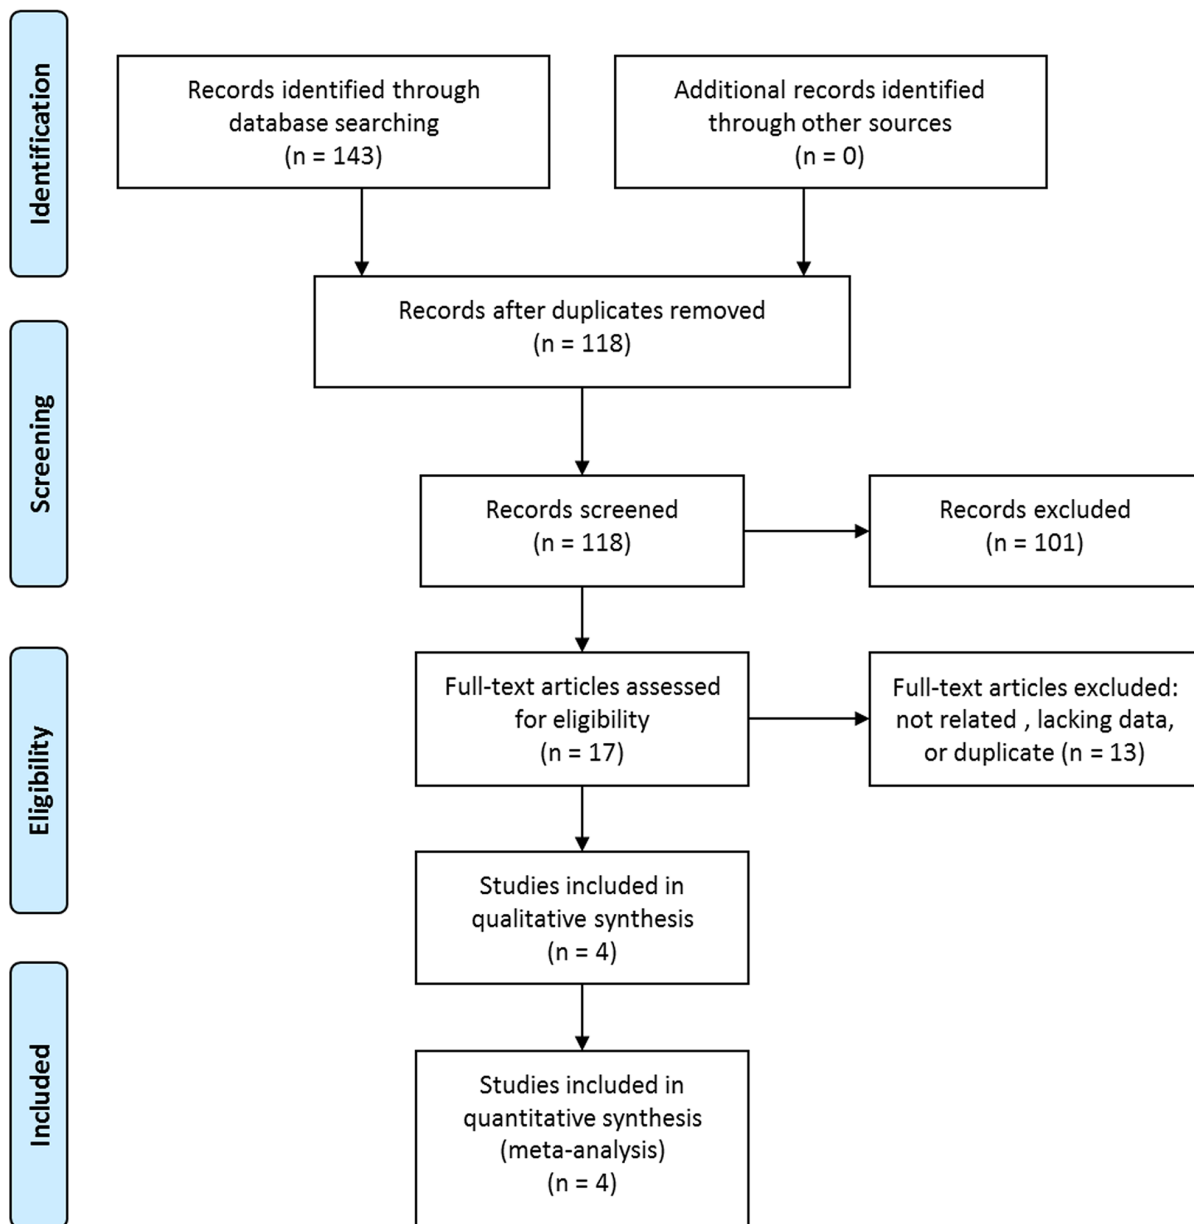 Identification
Records identified through
database searching
(n = 143)
Additional records identified
through other sources
(n = 0)
Records after duplicates removed
(n = 118)
Screening
Records screened
(n = 118)
Records excluded
(n = 101)
Eligibility
Full-text articles assessed
for eligibility
(n = 17)
Full-text articles excluded:
not related , lacking data,
or duplicate (n = 13)
Studies included in
qualitative synthesis
(n = 4)
Included
Studies included in
quantitative synthesis
(meta-analysis)
(n = 4)